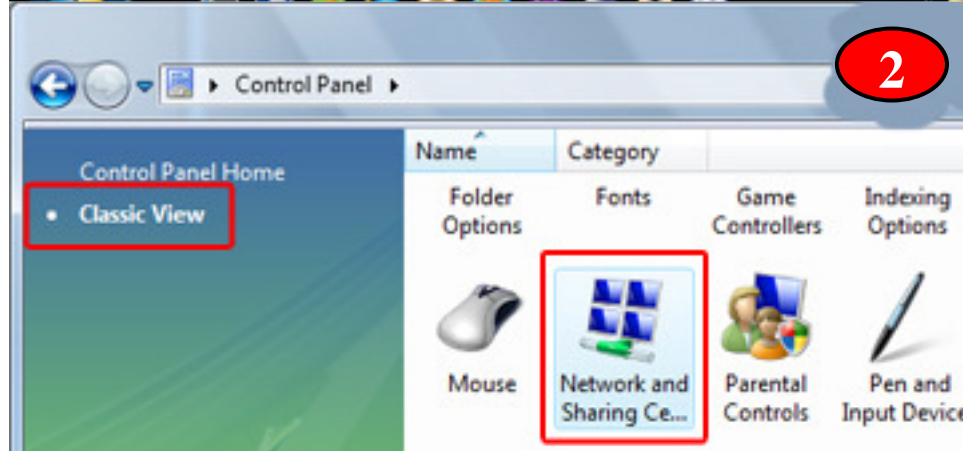 2
Control Panel
Name Category
Control Panel Home
Classic View
Folder Options
Fonts
Game Controllers
Indexing Options
Mouse
Network and Sharing Ce...
Parental Controls
Pen and Input Device